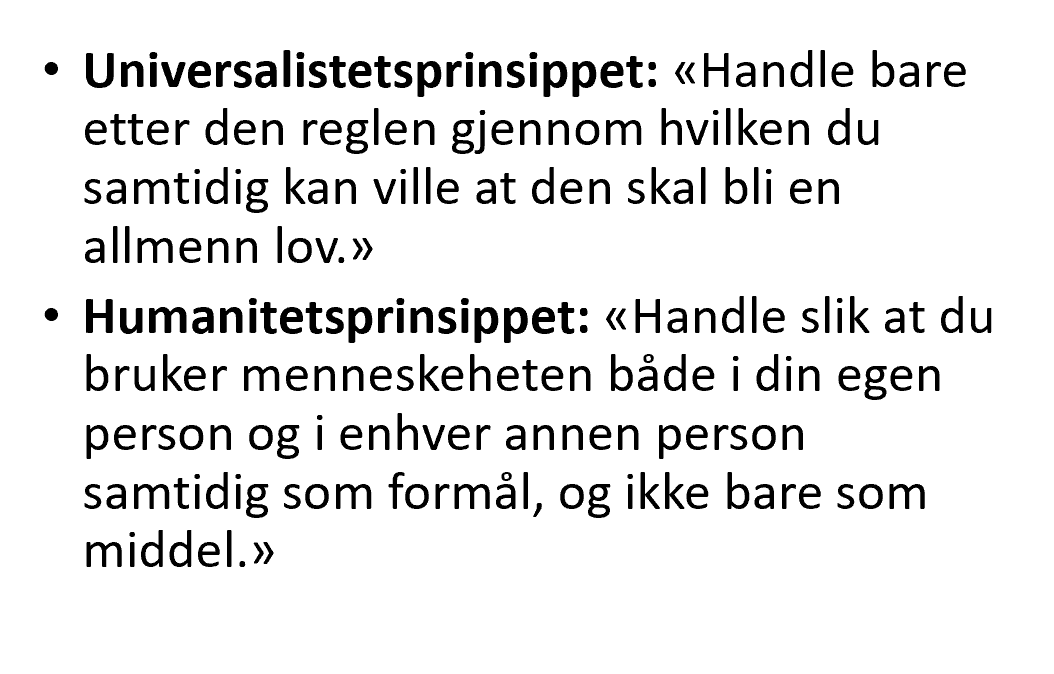 • Universalistetsprinsippet: «Handle bare
etter den reglen gjennom hvilken du
samtidig kan ville at den skal bli en
allmenn lov.»
• Humanitetsprinsippet: «Handle slik at du
bruker menneskeheten både i din egen
person og i enhver annen person
samtidig som formål, og ikke bare som
middel.»